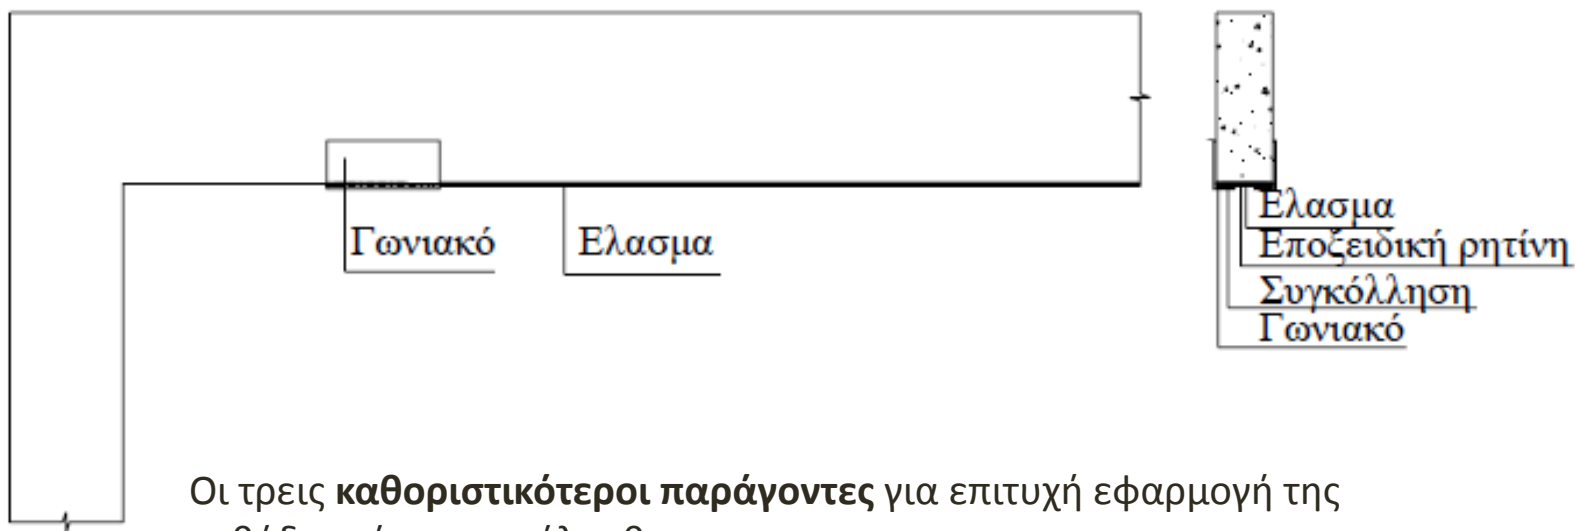 Γωνιακό
Ελασμα
Ελασμα
Εποξειδική ρητίνη
Συγκόλληση
Γωνιακό
Οι τρεις καθοριστικότεροι παράγοντες για επιτυχή εφαρμογή της